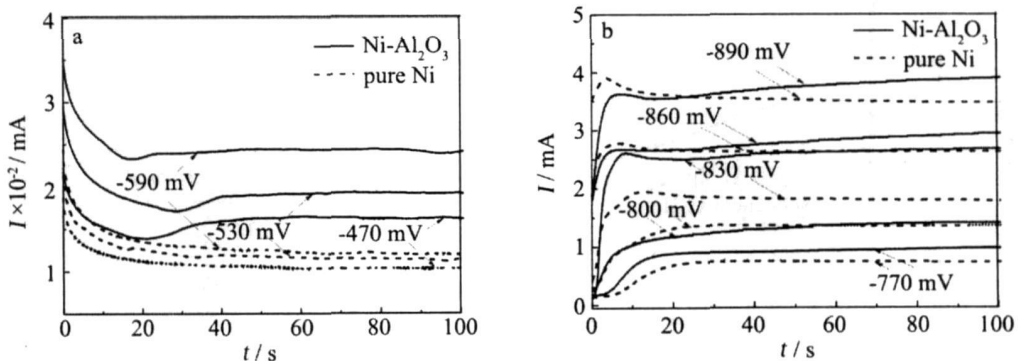 a
Ni-Al₂O₃
pure Ni
-590 mV
-530 mV
-470 mV
I×10⁻² / mA
4
3
2
1
0 20 40 60 80 100
t / s
b
Ni-Al₂O₃
pure Ni
-890 mV
-860 mV
-830 mV
-800 mV
-770 mV
I / mA
5
4
3
2
1
0
0 20 40 60 80 100
t / s